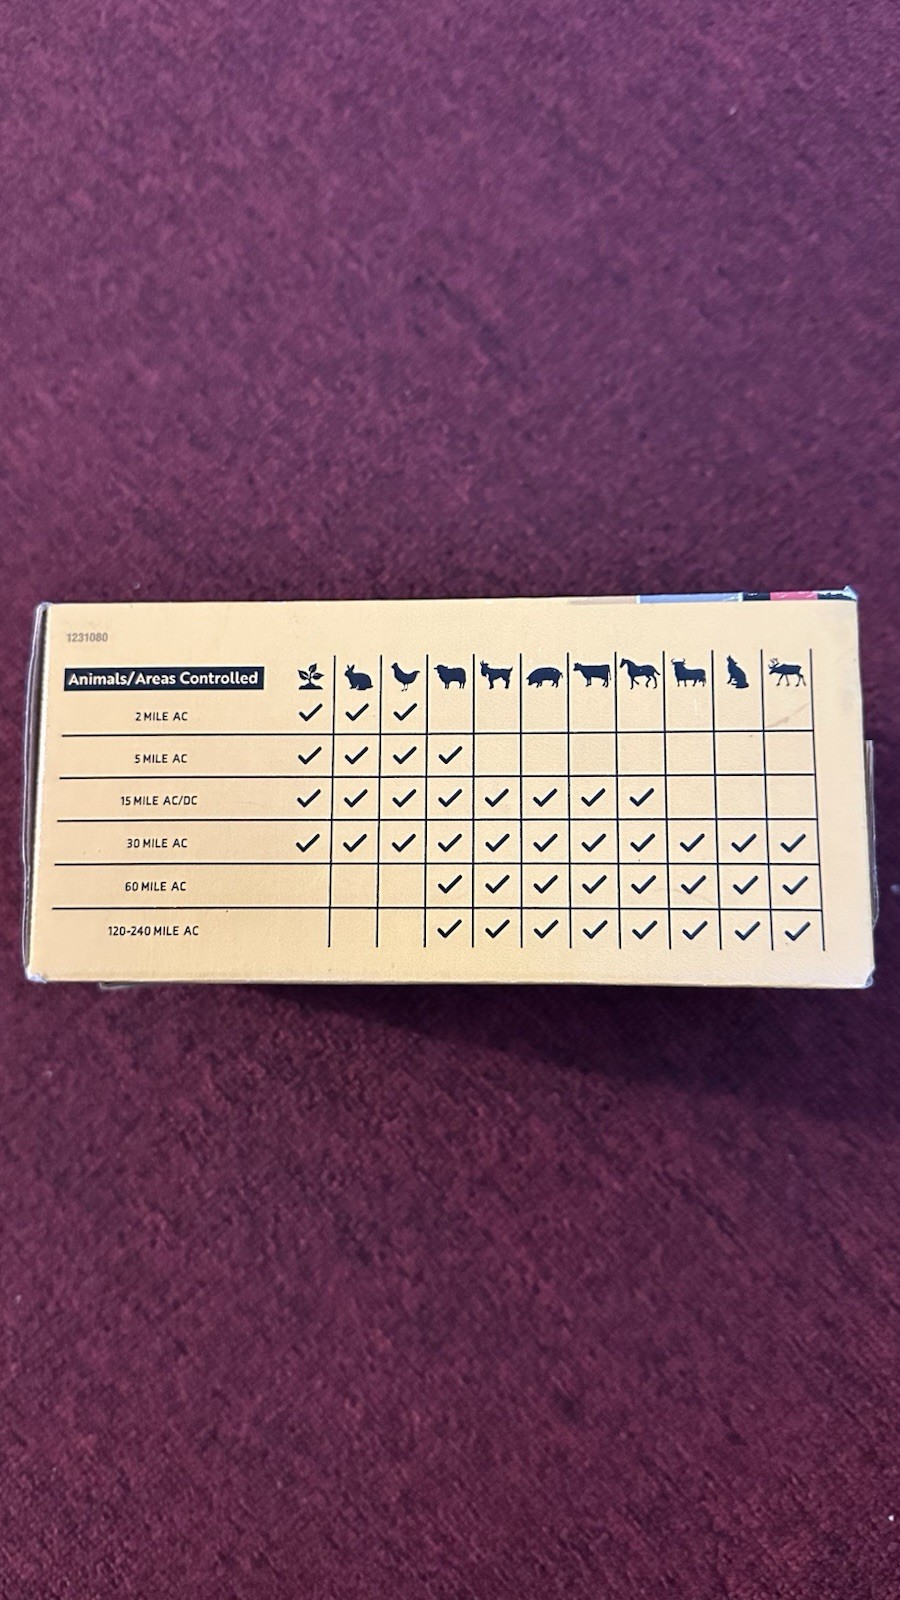 1231080
Animals/Areas Controlled
2 MILE AC ✓ ✓ ✓
5 MILE AC ✓ ✓ ✓ ✓
15 MILE AC/DC ✓ ✓ ✓ ✓ ✓ ✓ ✓ ✓
30 MILE AC ✓ ✓ ✓ ✓ ✓ ✓ ✓ ✓ ✓ ✓ ✓
60 MILE AC ✓ ✓ ✓ ✓ ✓ ✓ ✓ ✓
120-240 MILE AC ✓ ✓ ✓ ✓ ✓ ✓ ✓ ✓